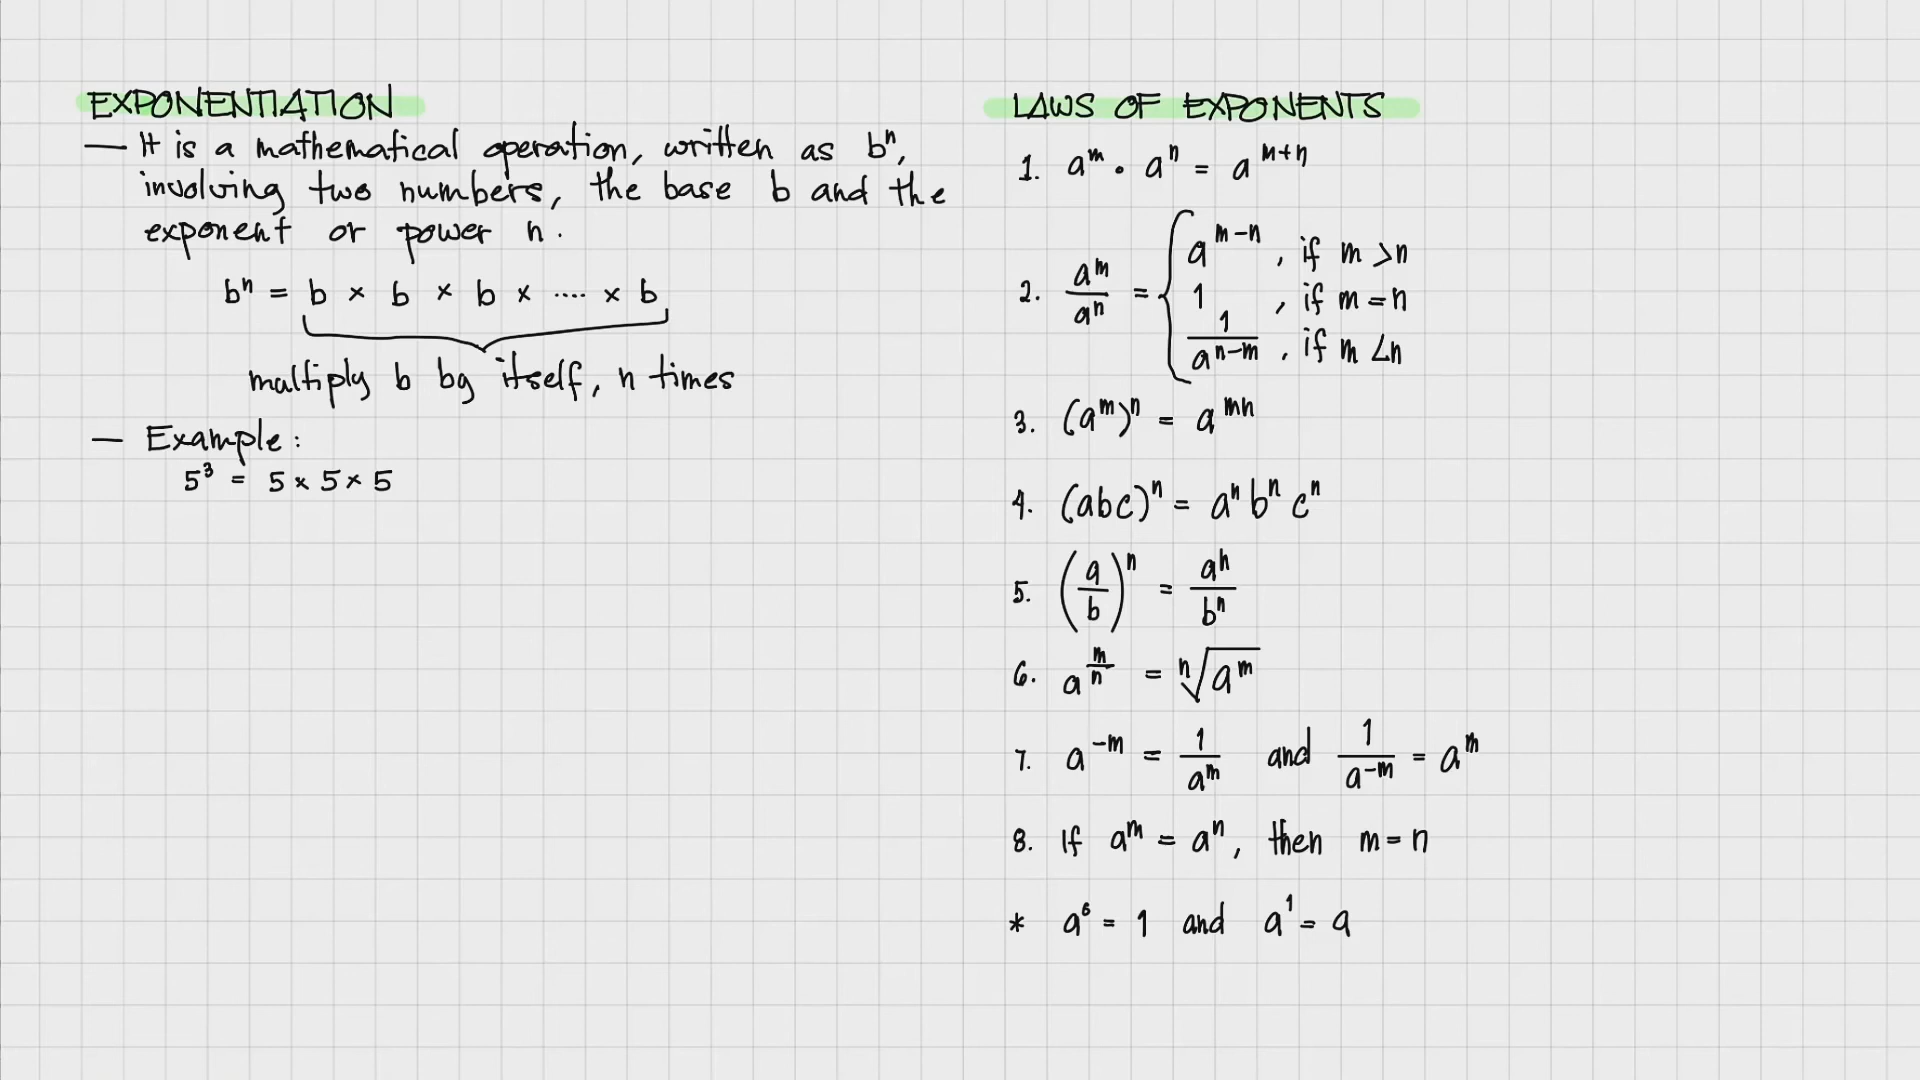 EXPONENTIATION
— It is a mathematical operation, written as bⁿ,
involving two numbers, the base b and the
exponent or power n.
bⁿ = b × b × b × .... × b
multiply b by itself, n times
— Example:
5³ = 5 × 5 × 5
LAWS OF EXPONENTS
1. aᵐ · aⁿ = aᵐ⁺ⁿ
2. aᵐ/aⁿ = { aᵐ⁻ⁿ, if m > n
1, if m = n
1/aⁿ⁻ᵐ, if m < n
3. (aᵐ)ⁿ = aᵐⁿ
4. (abc)ⁿ = aⁿ bⁿ cⁿ
5. (a/b)ⁿ = aⁿ/bⁿ
6. a^(m/n) = ⁿ√(aᵐ)
7. a⁻ᵐ = 1/aᵐ and 1/a⁻ᵐ = aᵐ
8. If aᵐ = aⁿ, then m = n
* a⁰ = 1 and a¹ = a